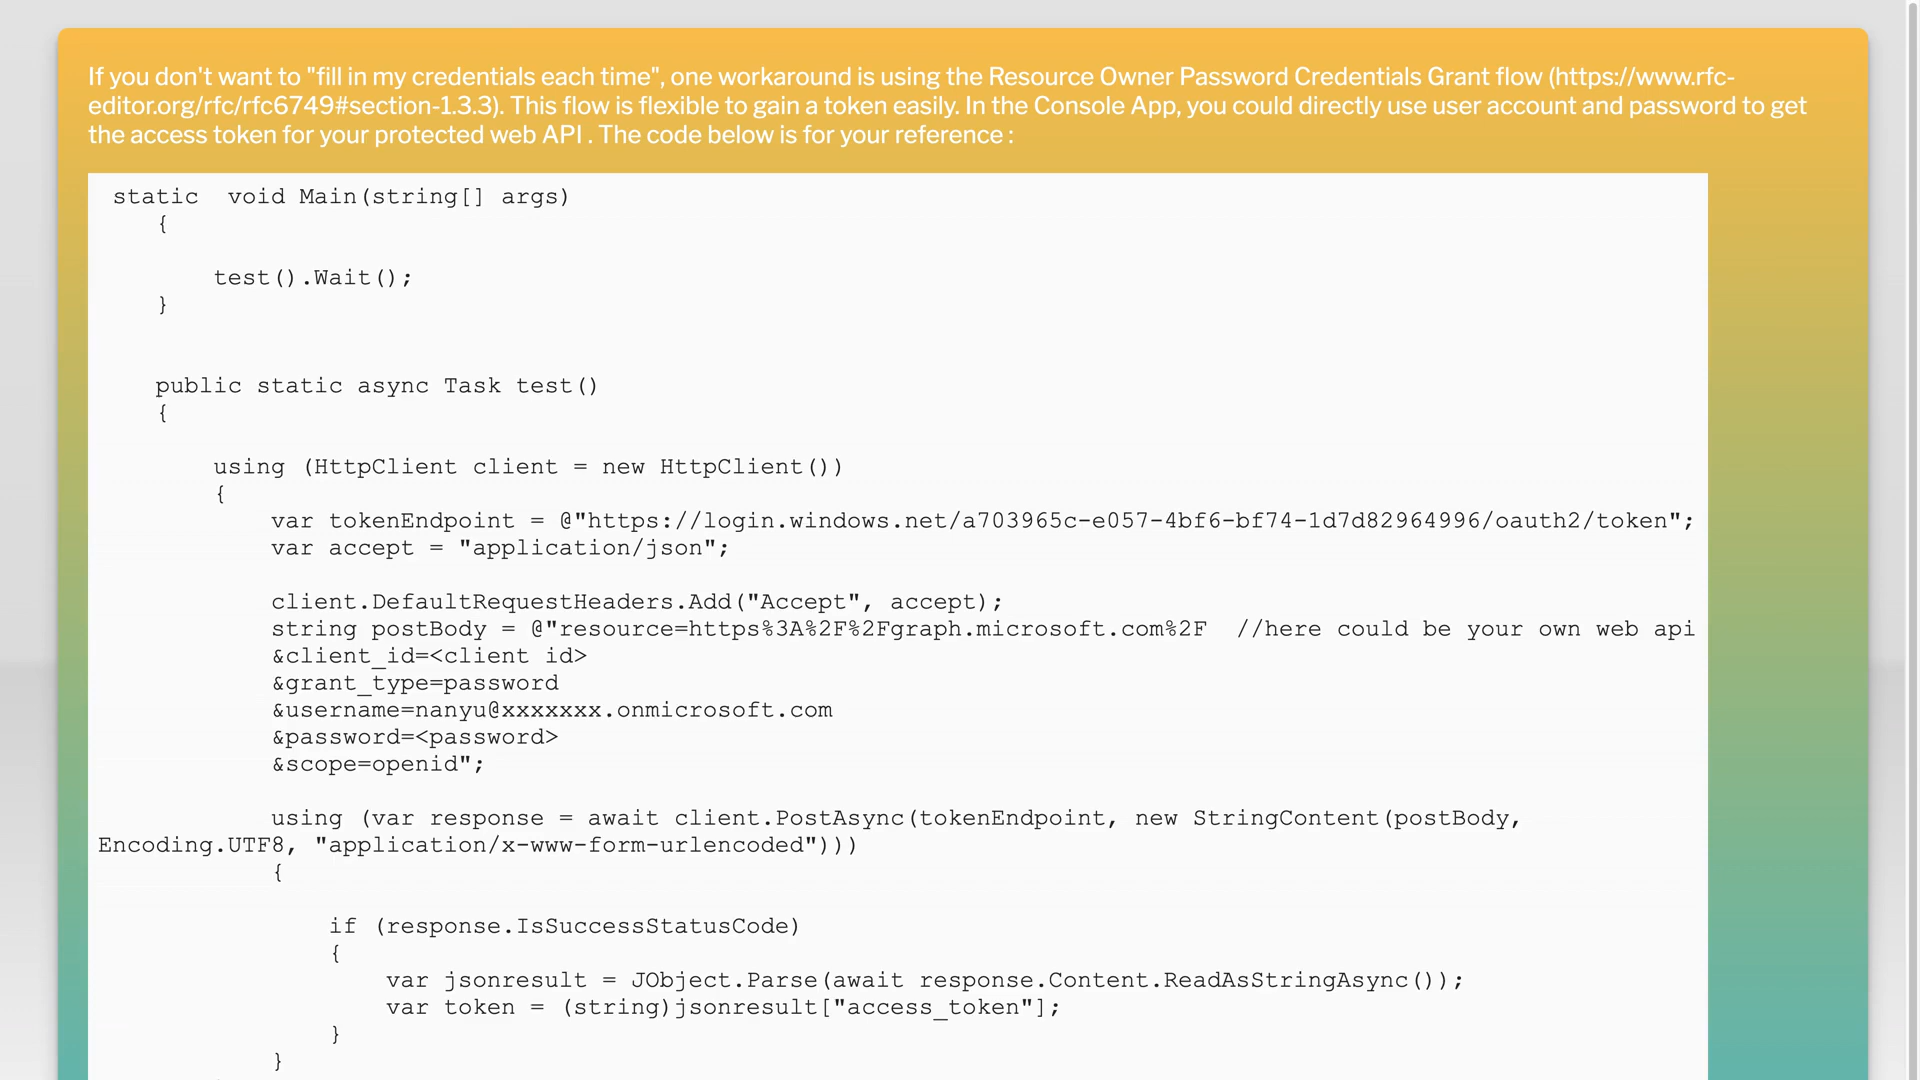 If you don't want to "fill in my credentials each time", one workaround is using the Resource Owner Password Credentials Grant flow (https://www.rfc-
editor.org/rfc/rfc6749#section-1.3.3). This flow is flexible to gain a token easily. In the Console App, you could directly use user account and password to get
the access token for your protected web API . The code below is for your reference :
static  void Main(string[] args)
{
test().Wait();
}
public static async Task test()
{
using (HttpClient client = new HttpClient())
{
var tokenEndpoint = @"https://login.windows.net/a703965c-e057-4bf6-bf74-1d7d82964996/oauth2/token";
var accept = "application/json";
client.DefaultRequestHeaders.Add("Accept", accept);
string postBody = @"resource=https%3A%2F%2Fgraph.microsoft.com%2F  //here could be your own web api
&client_id=<client id>
&grant_type=password
&username=nanyu@xxxxxxx.onmicrosoft.com
&password=<password>
&scope=openid";
using (var response = await client.PostAsync(tokenEndpoint, new StringContent(postBody,
Encoding.UTF8, "application/x-www-form-urlencoded")))
{
if (response.IsSuccessStatusCode)
{
var jsonresult = JObject.Parse(await response.Content.ReadAsStringAsync());
var token = (string)jsonresult["access_token"];
}
}